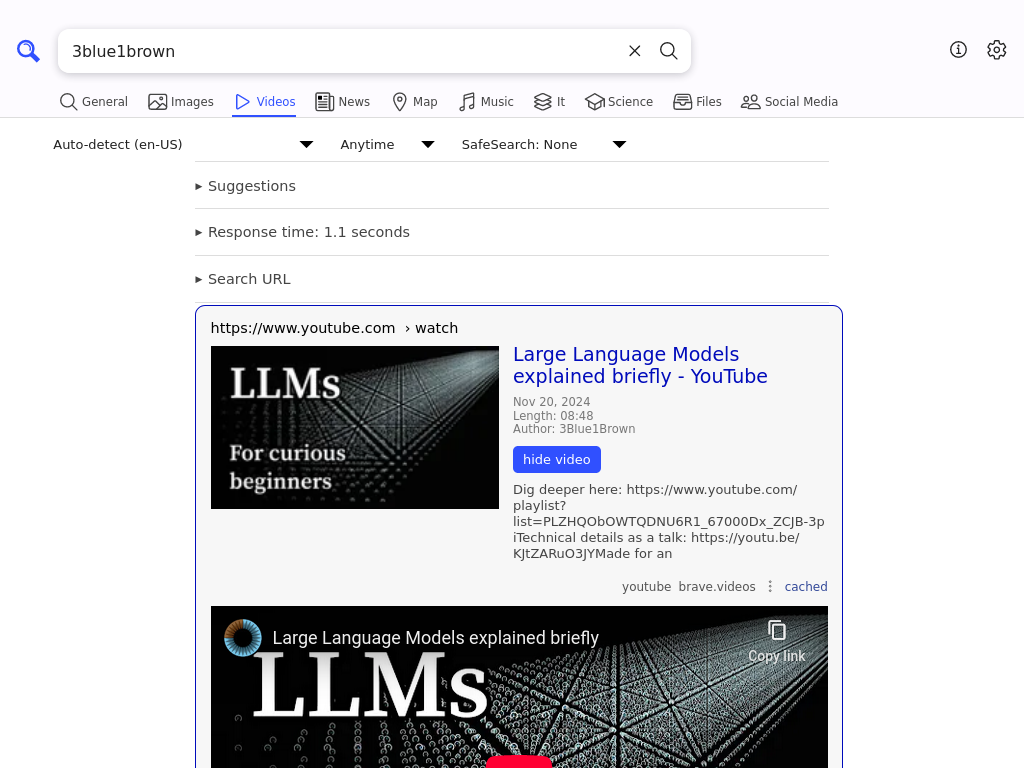 3blue1brown
General Images Videos News Map Music It Science Files Social Media
Auto-detect (en-US) Anytime SafeSearch: None
Suggestions
Response time: 1.1 seconds
Search URL
https://www.youtube.com › watch
LLMs
For curious
beginners
Large Language Models
explained briefly - YouTube
Nov 20, 2024
Length: 08:48
Author: 3Blue1Brown
hide video
Dig deeper here: https://www.youtube.com/
playlist?
list=PLZHQObOWTQDNU6R1_67000Dx_ZCJB-3p
iTechnical details as a talk: https://youtu.be/
KJtZARuO3JYMade for an
youtube brave.videos cached
Large Language Models explained briefly
Copy link
LLMs